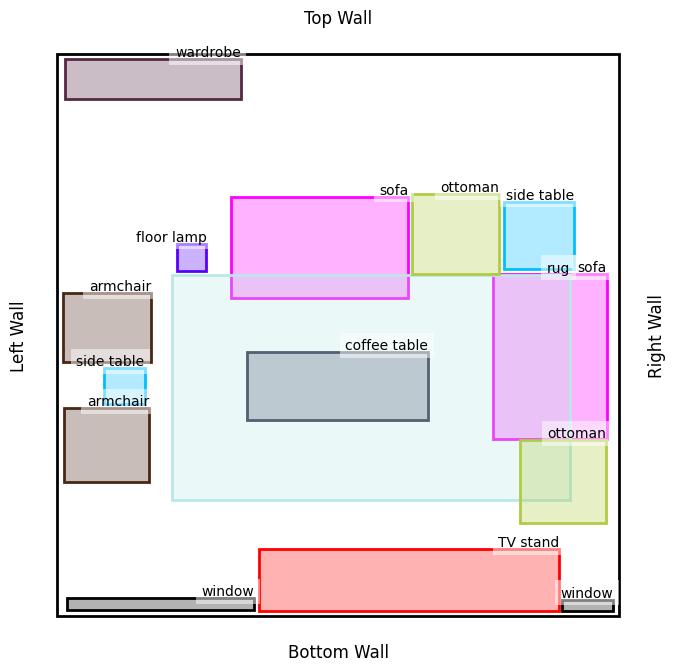 Top Wall
wardrobe
sofa
ottoman
side table
floor lamp
rug
sofa
armchair
Left Wall
Right Wall
coffee table
side table
armchair
ottoman
TV stand
window
window
Bottom Wall